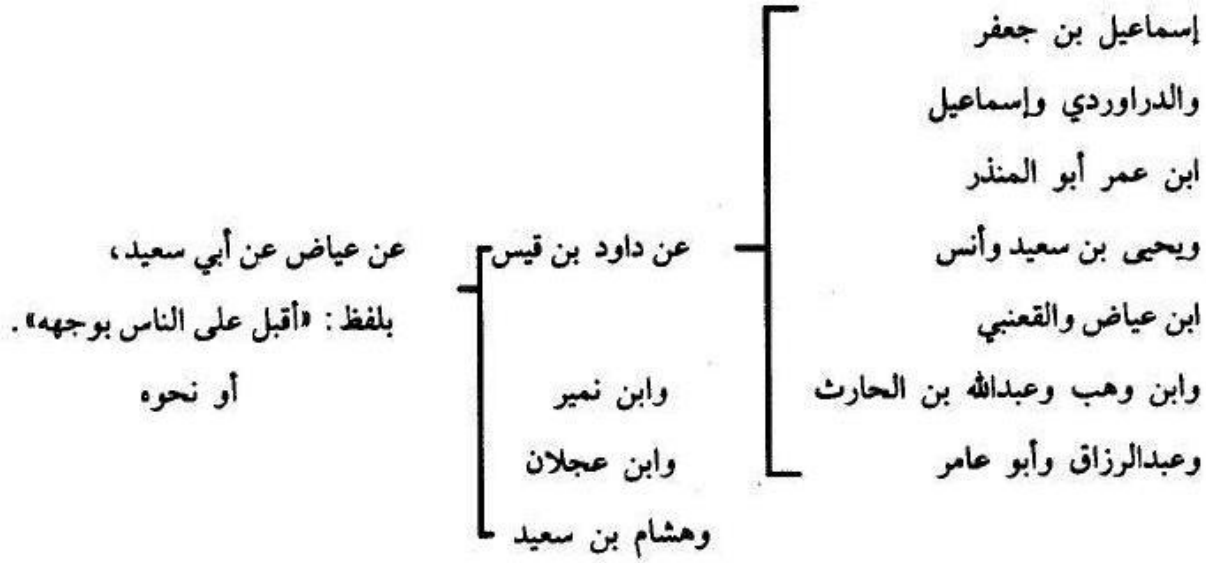 إسماعيل بن جعفر
والدراوردي وإسماعيل
ابن عمر أبو المنذر
ويحيى بن سعيد وأنس
ابن عياض والقعنبي
وابن وهب وعبدالله بن الحارث
وعبدالرزاق وأبو عامر
عن داود بن قيس
وابن نمير
وابن عجلان
وهشام بن سعيد
عن عياض عن أبي سعيد،
بلفظ: «أقبل على الناس بوجهه».
أو نحوه